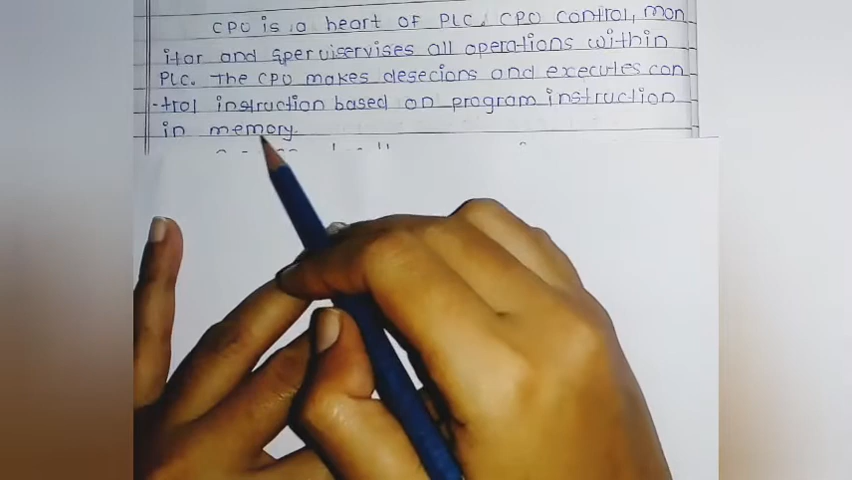 CPU is a heart of PLC. CPU control, mon
itor and superviservises all operations within
PLC. The CPU makes desecions and executes con
-trol instruction based on program instruction
in memory.